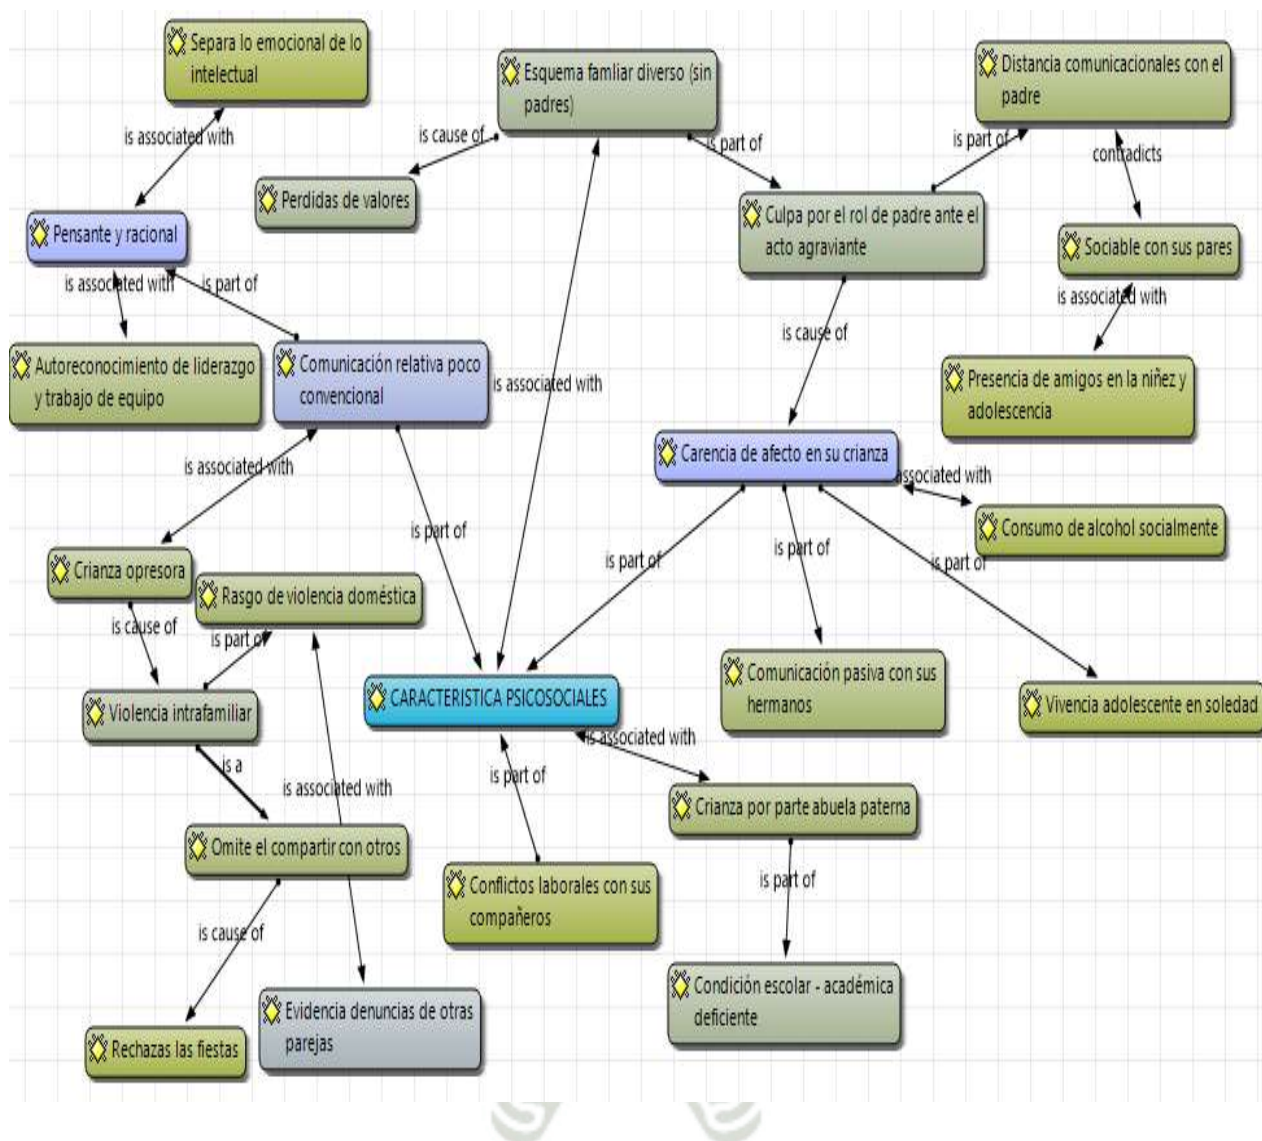 Separa lo emocional de lo
intelectual
Esquema famliar diverso (sin
padres)
Distancia comunicacionales con el
padre
is associated with
is cause of
is part of
is part of
contradicts
Perdidas de valores
Culpa por el rol de padre ante el
acto agraviante
Pensante y racional
Sociable con sus pares
is associated with
is part of
is associated with
is cause of
Autoreconocimiento de liderazgo
y trabajo de equipo
Comunicación relativa poco
convencional
is associated with
Presencia de amigos en la niñez y
adolescencia
Carencia de afecto en su crianza
is associated with
associated with
is part of
Consumo de alcohol socialmente
is part of
is part of
is part of
Crianza opresora
Rasgo de violencia doméstica
is cause of
is part of
Comunicación pasiva con sus
hermanos
CARACTERISTICA PSICOSOCIALES
Vivencia adolescente en soledad
Violencia intrafamiliar
is associated with
is a
is part of
is associated with
Crianza por parte abuela paterna
Omite el compartir con otros
Conflictos laborales con sus
compañeros
is part of
is cause of
Condición escolar - académica
deficiente
Evidencia denuncias de otras
parejas
Rechazas las fiestas